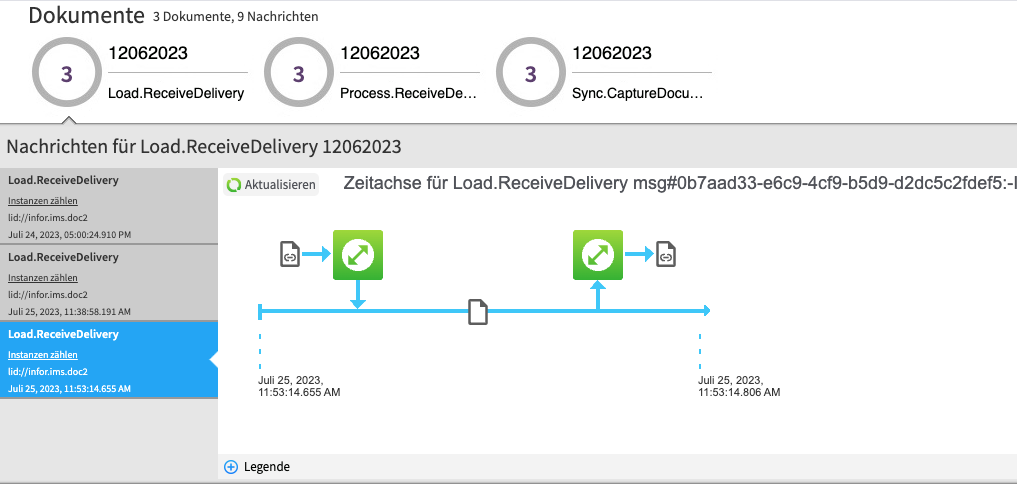 Dokumente 3 Dokumente, 9 Nachrichten
3 12062023 Load.ReceiveDelivery
3 12062023 Process.ReceiveDe...
3 12062023 Sync.CaptureDocu...
Nachrichten für Load.ReceiveDelivery 12062023
Load.ReceiveDelivery
Instanzen zählen
lid://infor.ims.doc2
Juli 24, 2023, 05:00:24.910 PM
Load.ReceiveDelivery
Instanzen zählen
lid://infor.ims.doc2
Juli 25, 2023, 11:38:58.191 AM
Load.ReceiveDelivery
Instanzen zählen
lid://infor.ims.doc2
Juli 25, 2023, 11:53:14.655 AM
Aktualisieren
Zeitachse für Load.ReceiveDelivery msg#0b7aad33-e6c9-4cf9-b5d9-d2dc5c2fdef5:-
Juli 25, 2023,
11:53:14.655 AM
Juli 25, 2023,
11:53:14.806 AM
Legende